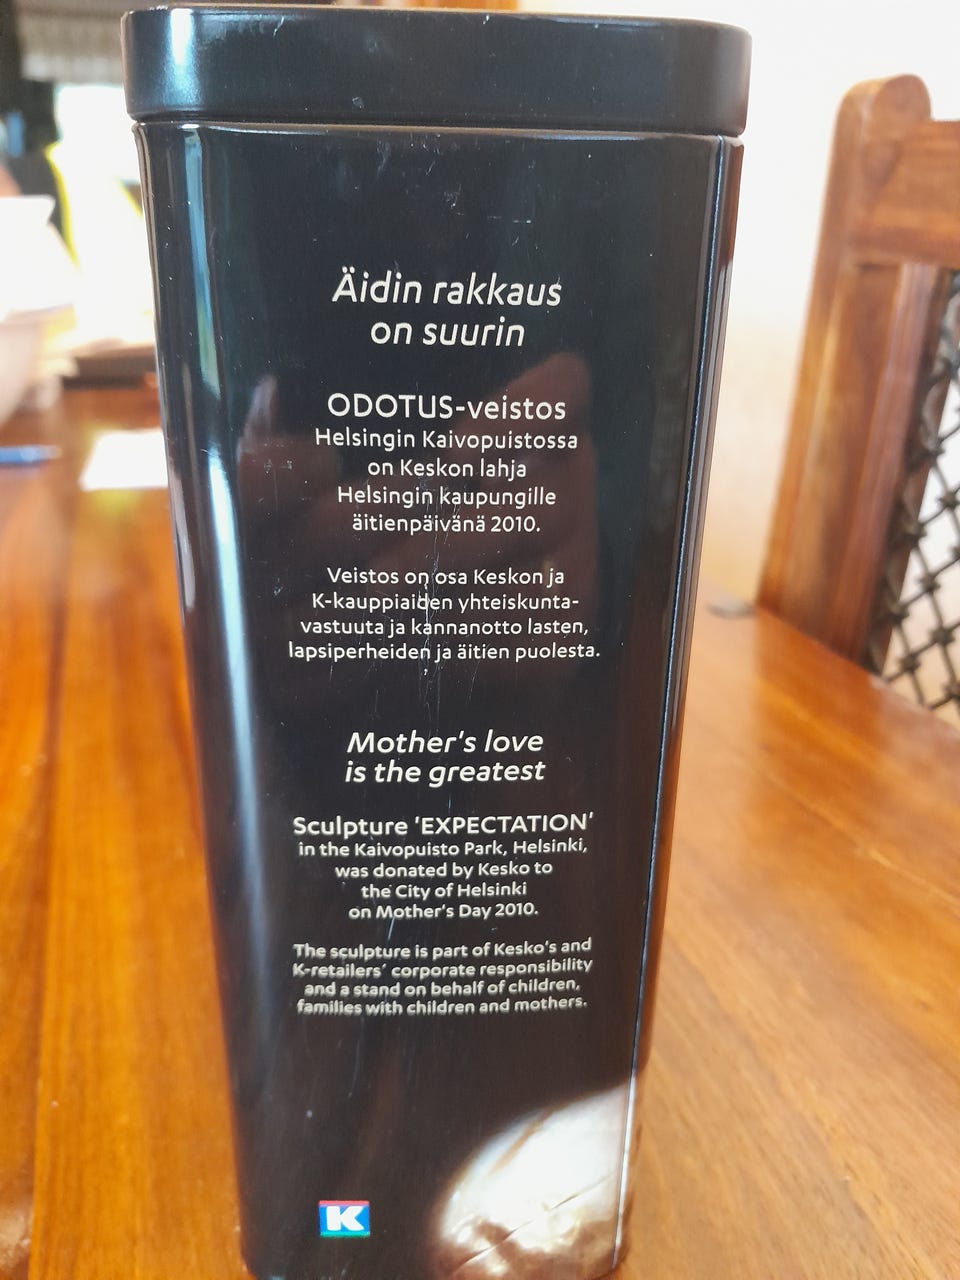 Äidin rakkaus
on suurin
ODOTUS-veistos
Helsingin Kaivopuistossa
on Keskon lahja
Helsingin kaupungille
äitienpäivänä 2010.
Veistos on osa Keskon ja
K-kauppiaiden yhteiskunta-
vastuuta ja kannanotto lasten,
lapsiperheiden ja äitien puolesta.
Mother's love
is the greatest
Sculpture 'EXPECTATION'
in the Kaivopuisto Park, Helsinki,
was donated by Kesko to
the City of Helsinki
on Mother's Day 2010.
The sculpture is part of Kesko's and
K-retailers' corporate responsibility
and a stand on behalf of children,
families with children and mothers.
K